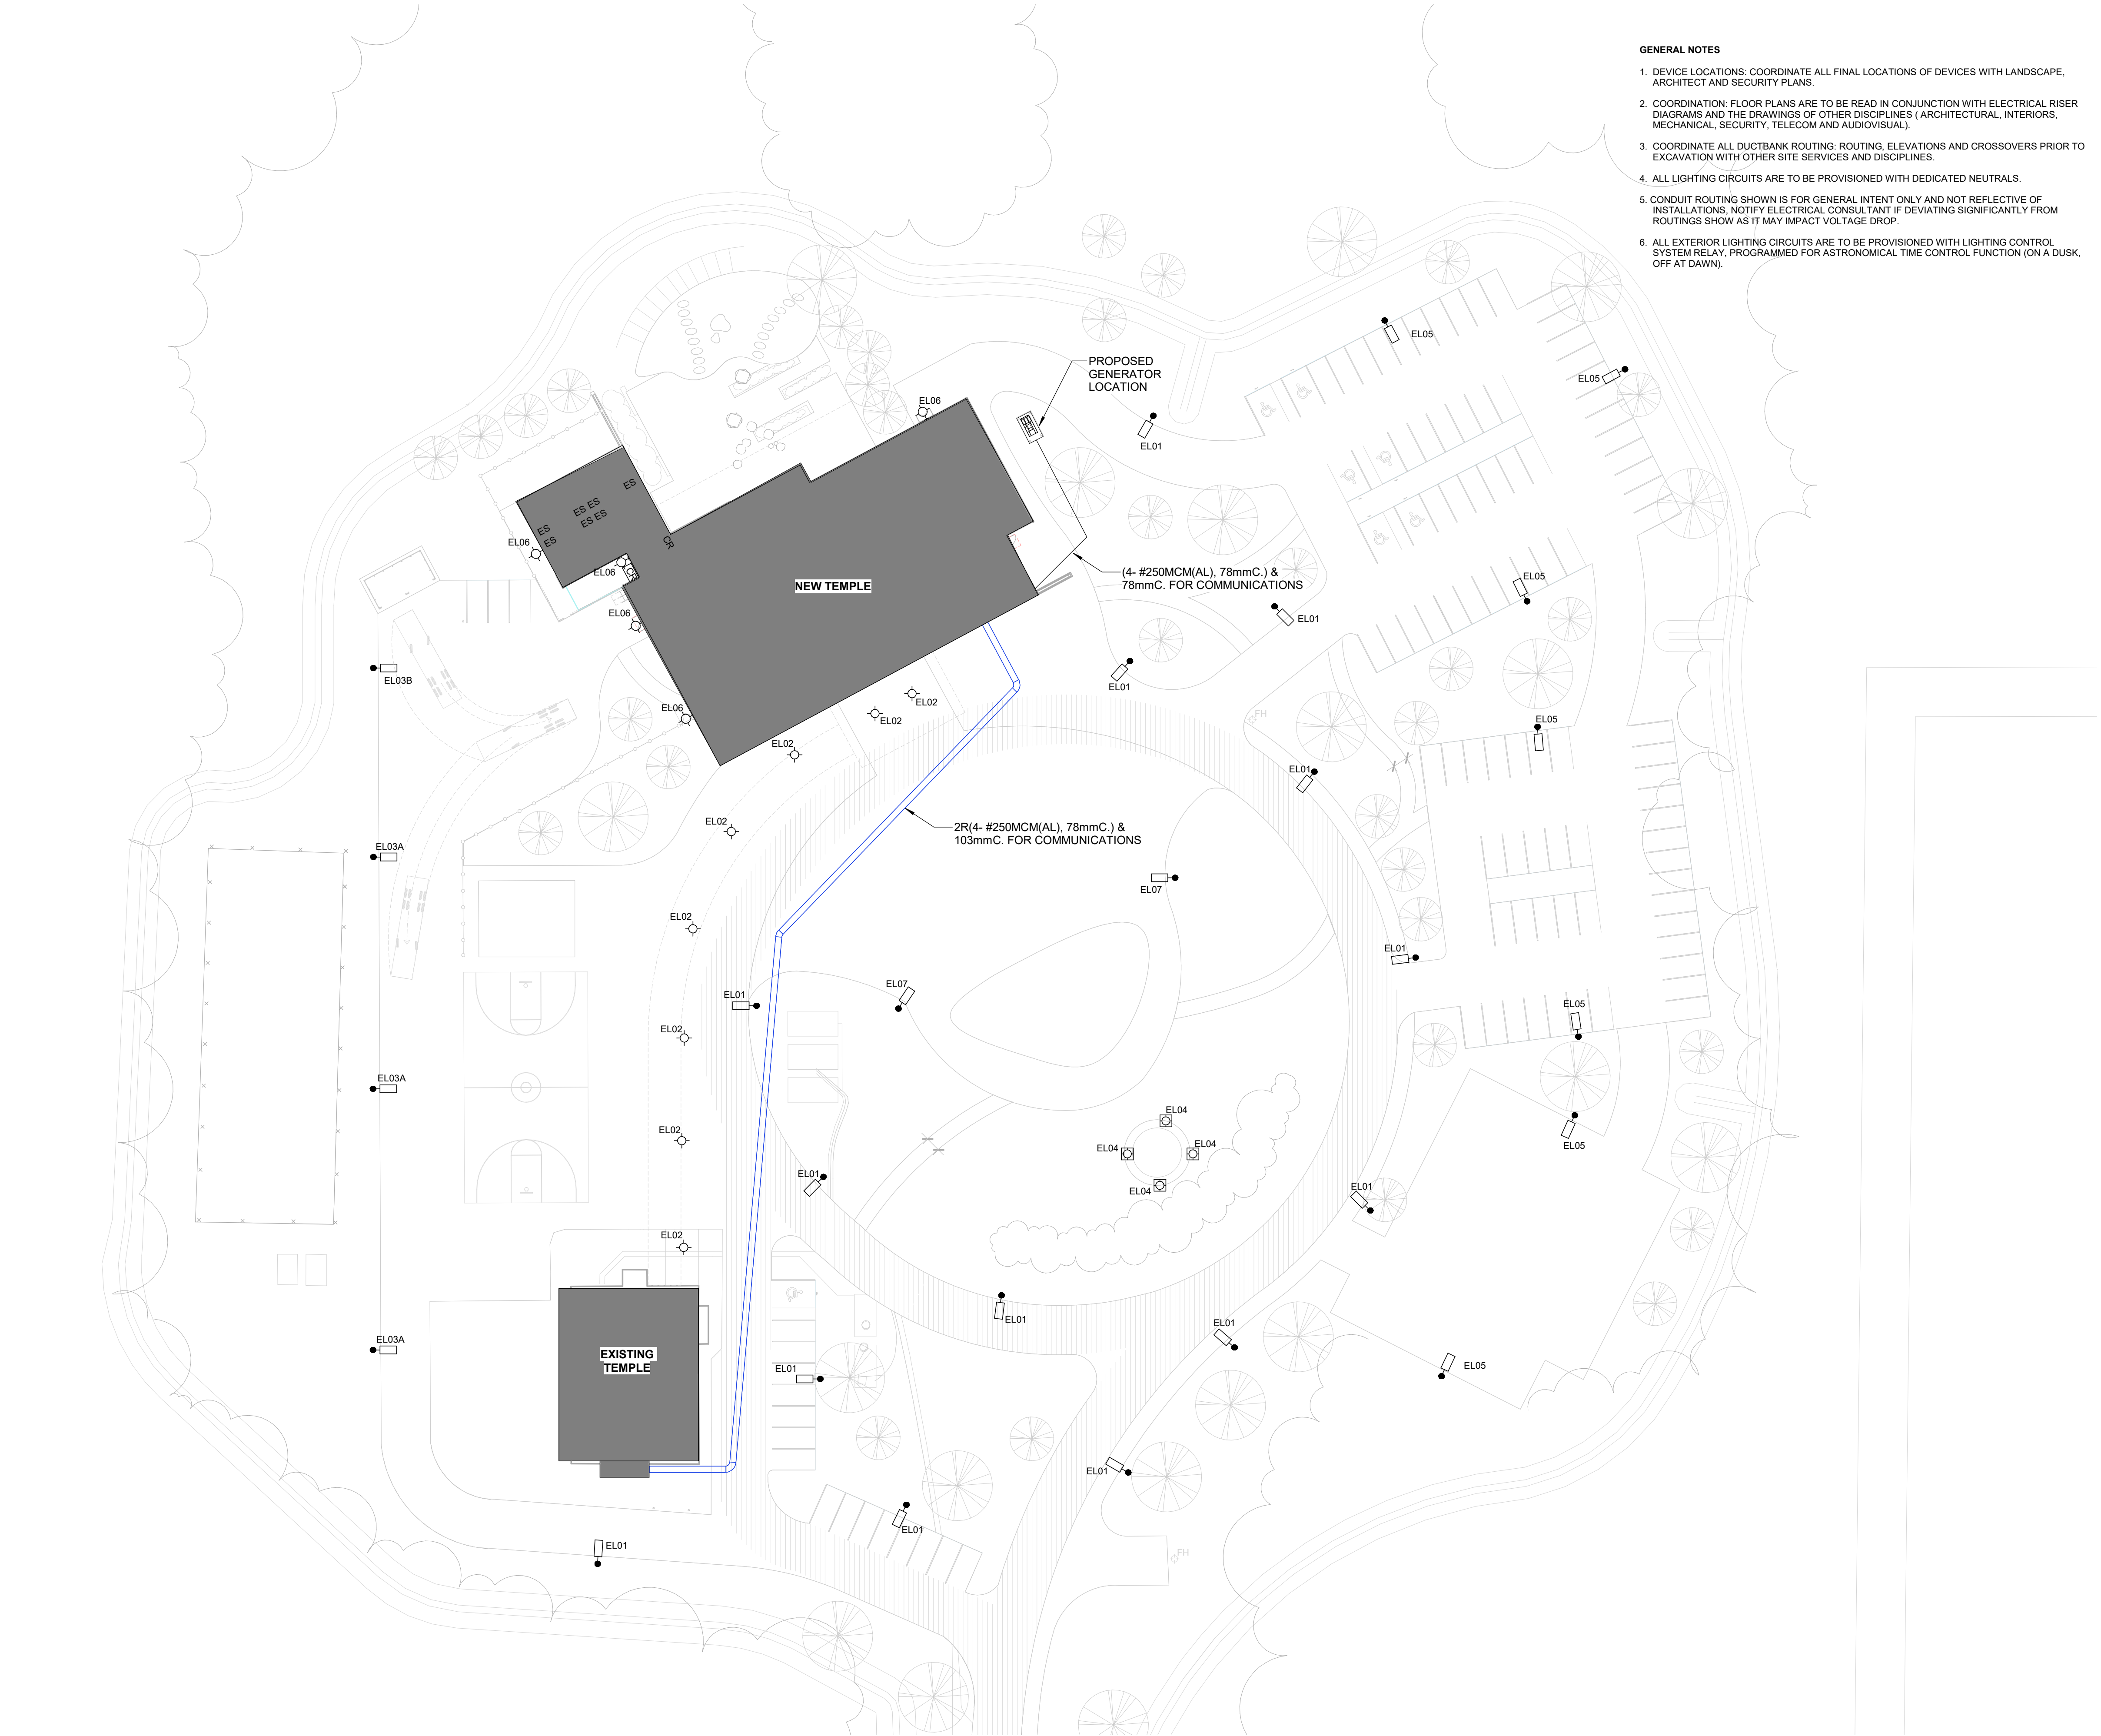 GENERAL NOTES
1. DEVICE LOCATIONS: COORDINATE ALL FINAL LOCATIONS OF DEVICES WITH LANDSCAPE,
ARCHITECT AND SECURITY PLANS.
2. COORDINATION: FLOOR PLANS ARE TO BE READ IN CONJUNCTION WITH ELECTRICAL RISER
DIAGRAMS AND THE DRAWINGS OF OTHER DISCIPLINES ( ARCHITECTURAL, INTERIORS,
MECHANICAL, SECURITY, TELECOM AND AUDIOVISUAL).
3. COORDINATE ALL DUCTBANK ROUTING: ROUTING, ELEVATIONS AND CROSSOVERS PRIOR TO
EXCAVATION WITH OTHER SITE SERVICES AND DISCIPLINES.
4. ALL LIGHTING CIRCUITS ARE TO BE PROVISIONED WITH DEDICATED NEUTRALS.
5. CONDUIT ROUTING SHOWN IS FOR GENERAL INTENT ONLY AND NOT REFLECTIVE OF
INSTALLATIONS, NOTIFY ELECTRICAL CONSULTANT IF DEVIATING SIGNIFICANTLY FROM
ROUTINGS SHOW AS IT MAY IMPACT VOLTAGE DROP.
6. ALL EXTERIOR LIGHTING CIRCUITS ARE TO BE PROVISIONED WITH LIGHTING CONTROL
SYSTEM RELAY, PROGRAMMED FOR ASTRONOMICAL TIME CONTROL FUNCTION (ON A DUSK,
OFF AT DAWN).
EL05
PROPOSED
GENERATOR
LOCATION
EL05
EL06
EL01
ES
ES ES
ES ES
ES
ES
CR
EL06
EL06
CR
NEW TEMPLE
(4- #250MCM(AL), 78mmC.) &
78mmC. FOR COMMUNICATIONS
EL05
EL06
EL01
EL03B
EL01
EL02
EL06
EL02
FH
EL05
EL02
EL01
EL02
2R(4- #250MCM(AL), 78mmC.) &
103mmC. FOR COMMUNICATIONS
EL03A
EL07
EL02
EL01
EL07
EL01
EL05
EL02
EL03A
EL04
EL02
EL04
EL04
EL05
EL01
EL04
EL01
EL02
EL01
EL01
EL03A
EXISTING
TEMPLE
EL01
EL05
EL01
EL01
EL01
FH